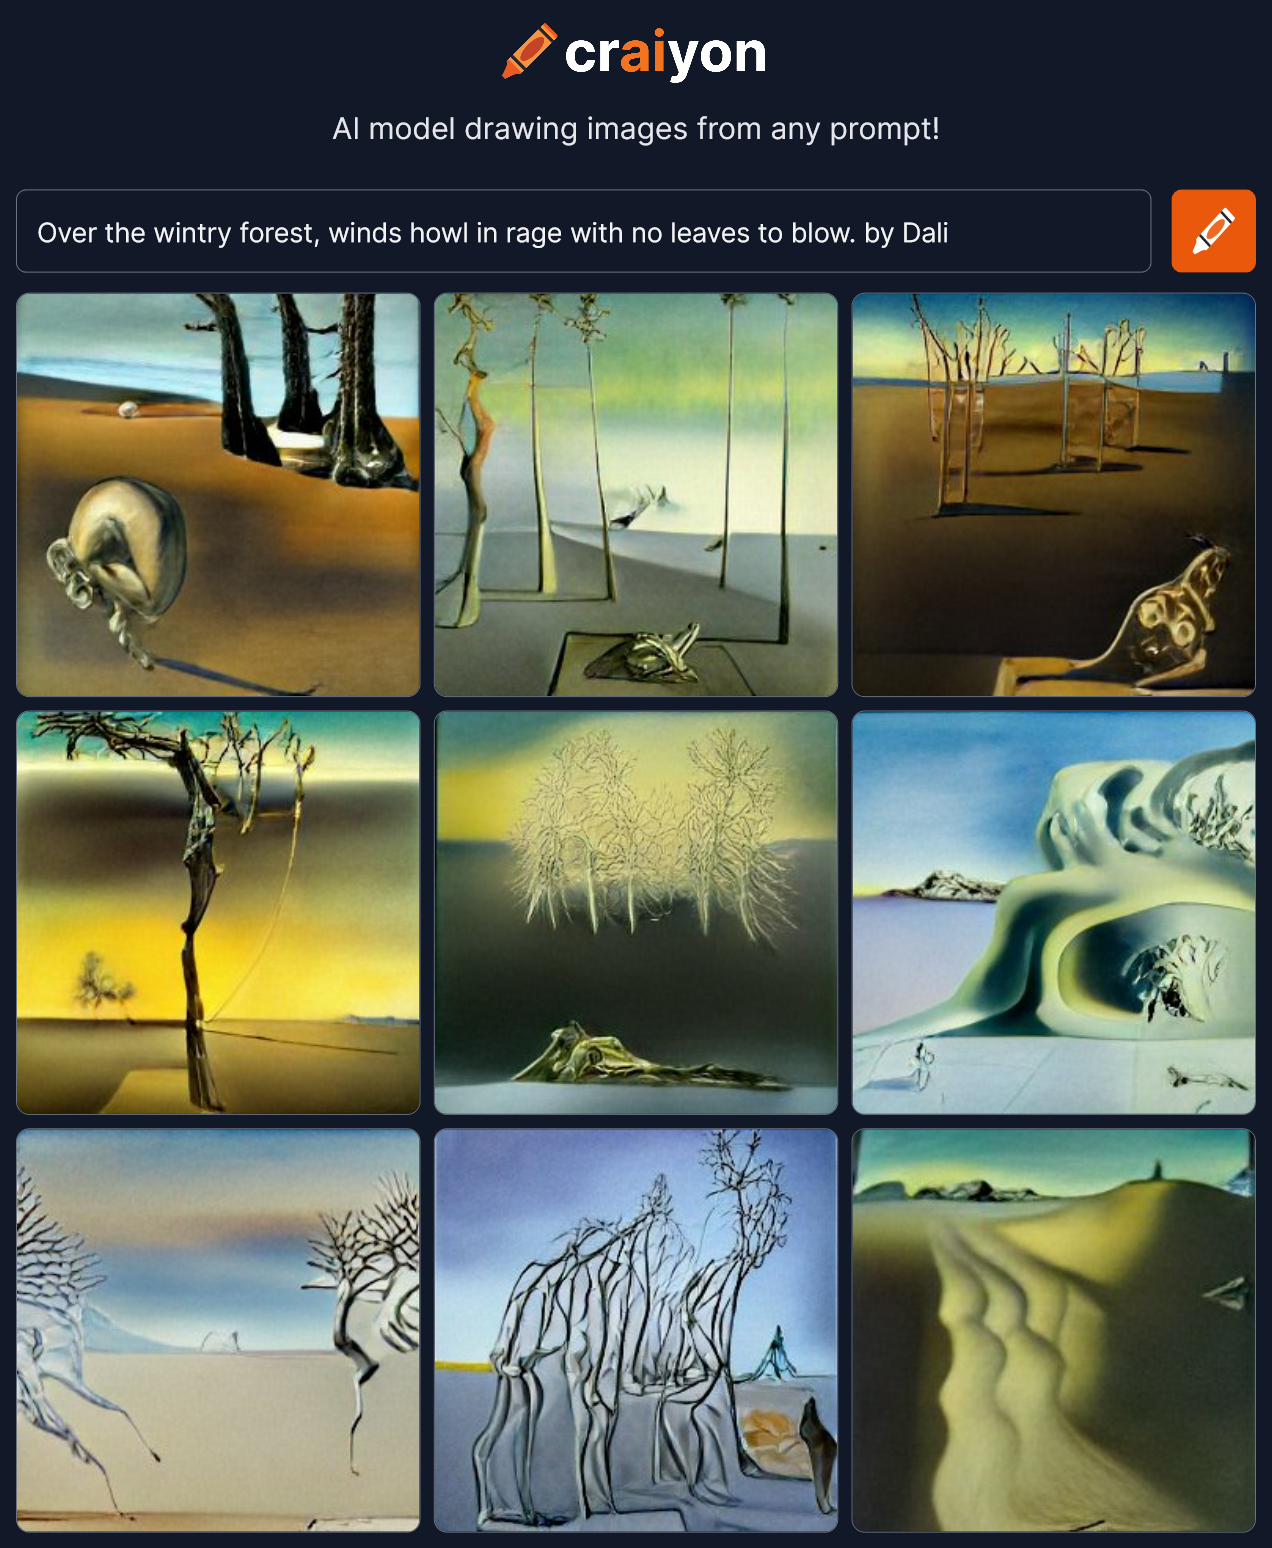 craiyon
AI model drawing images from any prompt!
Over the wintry forest, winds howl in rage with no leaves to blow. by Dali